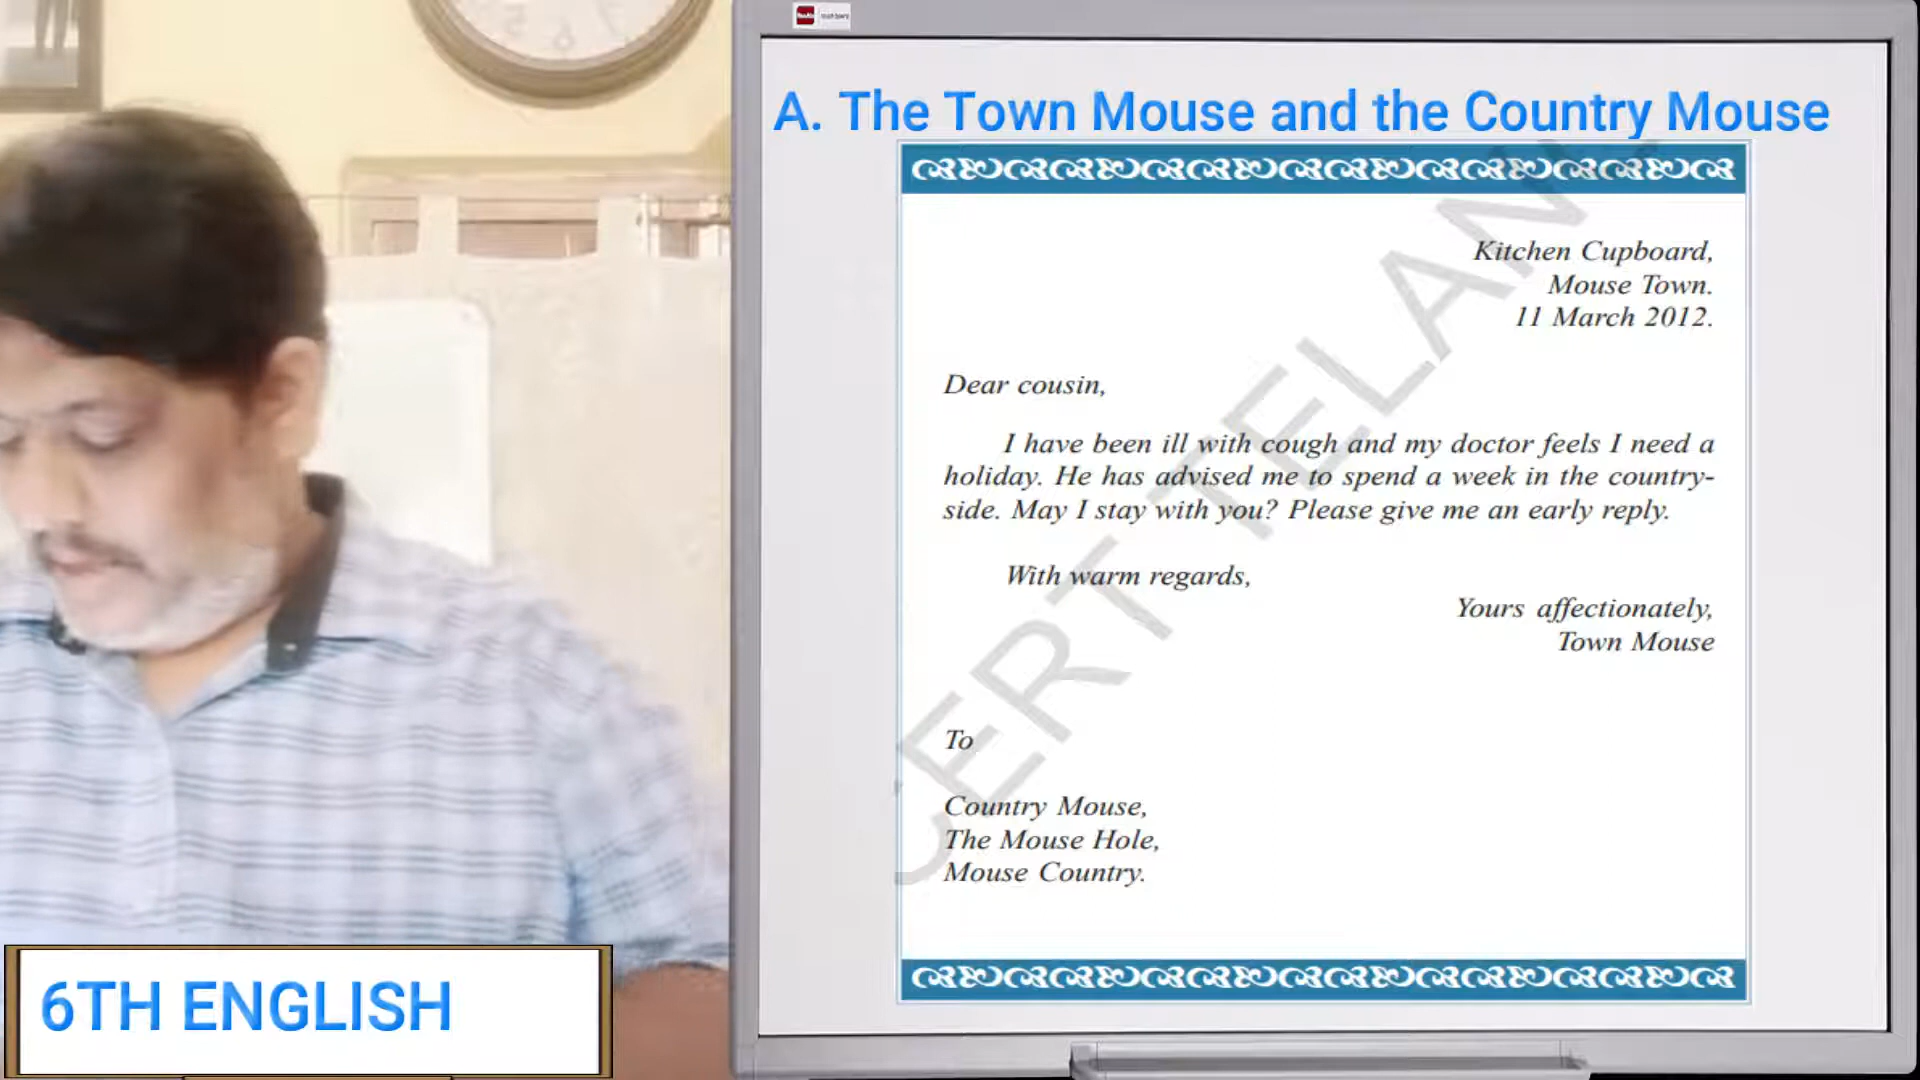 A. The Town Mouse and the Country Mouse
Kitchen Cupboard,
Mouse Town.
11 March 2012.
Dear cousin,
I have been ill with cough and my doctor feels I need a
holiday. He has advised me to spend a week in the country-
side. May I stay with you? Please give me an early reply.
With warm regards,
Yours affectionately,
Town Mouse
To
Country Mouse,
The Mouse Hole,
Mouse Country.
CERT TELAN
6TH ENGLISH